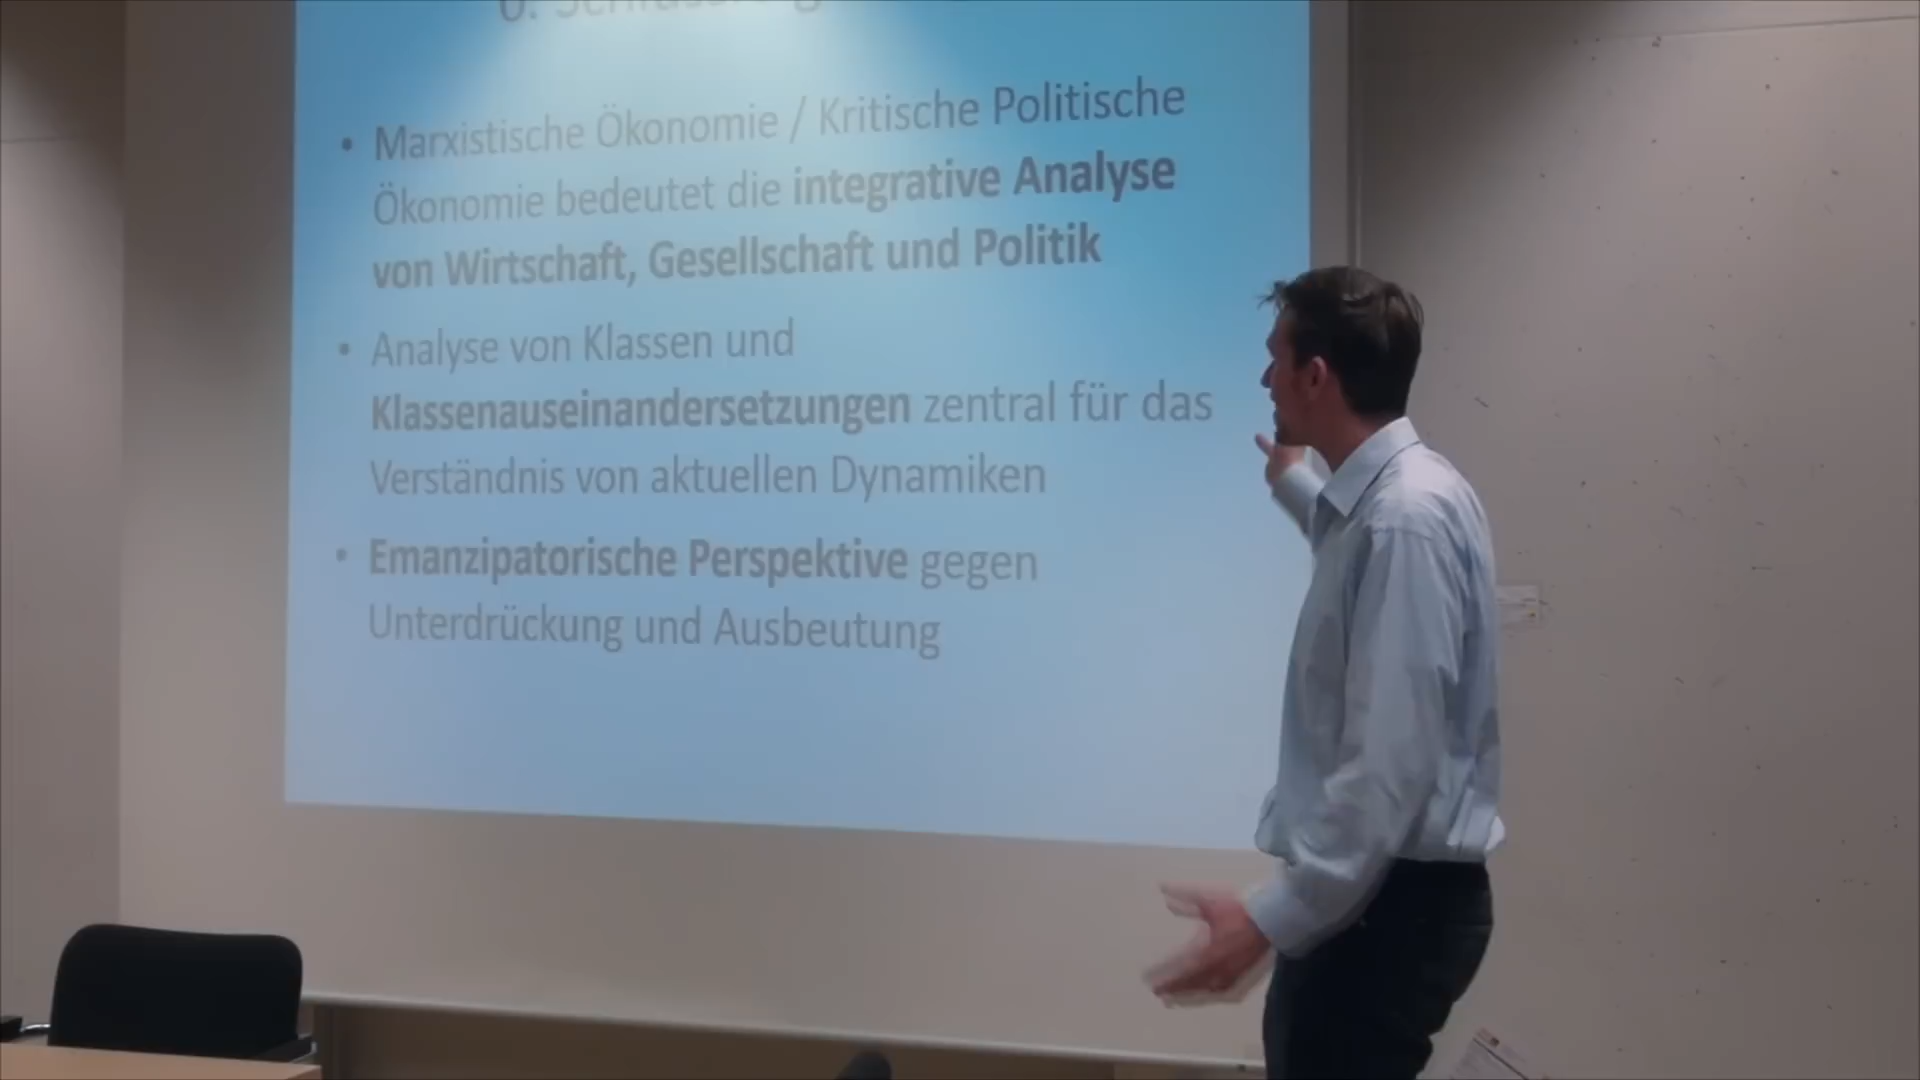 • Marxistische Ökonomie / Kritische Politische
Ökonomie bedeutet die integrative Analyse
von Wirtschaft, Gesellschaft und Politik
• Analyse von Klassen und
Klassenauseinandersetzungen zentral für das
Verständnis von aktuellen Dynamiken
• Emanzipatorische Perspektive gegen
Unterdrückung und Ausbeutung